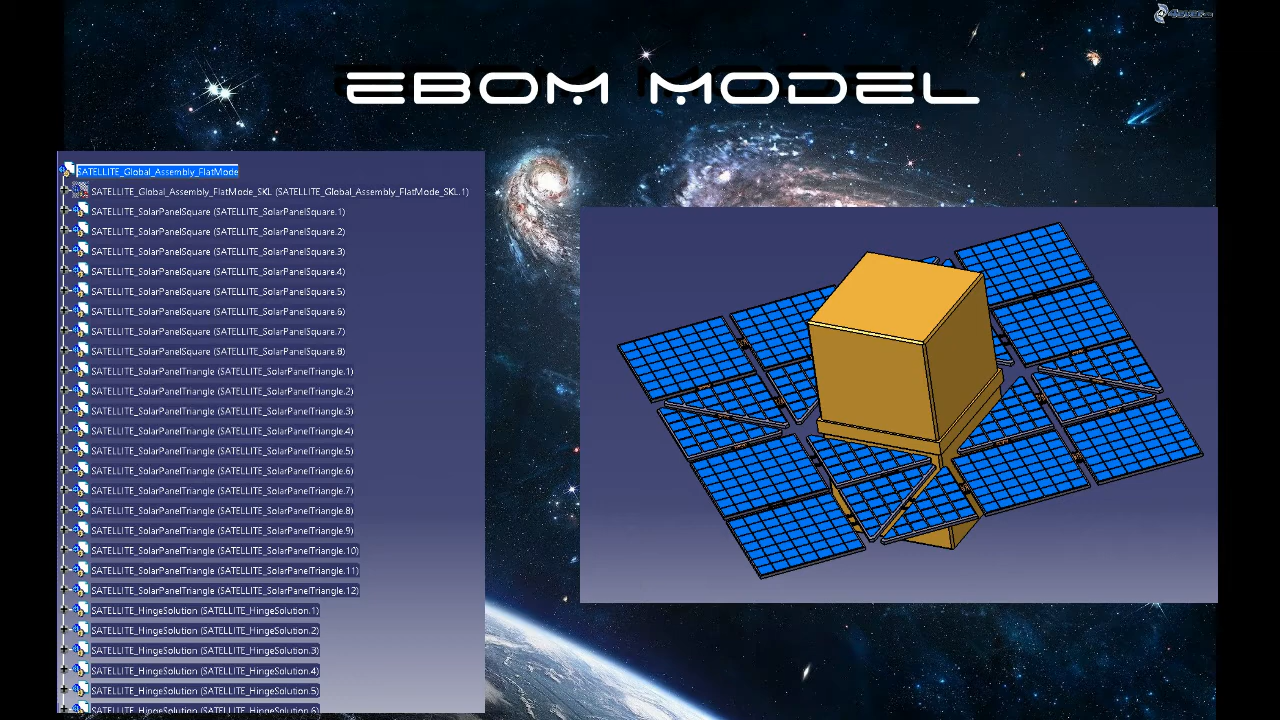 EBOM MODEL
SATELLITE_Global_Assembly_FlatMode
SATELLITE_Global_Assembly_FlatMode_SKL (SATELLITE_Global_Assembly_FlatMode_SKL.1)
SATELLITE_SolarPanelSquare (SATELLITE_SolarPanelSquare.1)
SATELLITE_SolarPanelSquare (SATELLITE_SolarPanelSquare.2)
SATELLITE_SolarPanelSquare (SATELLITE_SolarPanelSquare.3)
SATELLITE_SolarPanelSquare (SATELLITE_SolarPanelSquare.4)
SATELLITE_SolarPanelSquare (SATELLITE_SolarPanelSquare.5)
SATELLITE_SolarPanelSquare (SATELLITE_SolarPanelSquare.6)
SATELLITE_SolarPanelSquare (SATELLITE_SolarPanelSquare.7)
SATELLITE_SolarPanelSquare (SATELLITE_SolarPanelSquare.8)
SATELLITE_SolarPanelTriangle (SATELLITE_SolarPanelTriangle.1)
SATELLITE_SolarPanelTriangle (SATELLITE_SolarPanelTriangle.2)
SATELLITE_SolarPanelTriangle (SATELLITE_SolarPanelTriangle.3)
SATELLITE_SolarPanelTriangle (SATELLITE_SolarPanelTriangle.4)
SATELLITE_SolarPanelTriangle (SATELLITE_SolarPanelTriangle.5)
SATELLITE_SolarPanelTriangle (SATELLITE_SolarPanelTriangle.6)
SATELLITE_SolarPanelTriangle (SATELLITE_SolarPanelTriangle.7)
SATELLITE_SolarPanelTriangle (SATELLITE_SolarPanelTriangle.8)
SATELLITE_SolarPanelTriangle (SATELLITE_SolarPanelTriangle.9)
SATELLITE_SolarPanelTriangle (SATELLITE_SolarPanelTriangle.10)
SATELLITE_SolarPanelTriangle (SATELLITE_SolarPanelTriangle.11)
SATELLITE_SolarPanelTriangle (SATELLITE_SolarPanelTriangle.12)
SATELLITE_HingeSolution (SATELLITE_HingeSolution.1)
SATELLITE_HingeSolution (SATELLITE_HingeSolution.2)
SATELLITE_HingeSolution (SATELLITE_HingeSolution.3)
SATELLITE_HingeSolution (SATELLITE_HingeSolution.4)
SATELLITE_HingeSolution (SATELLITE_HingeSolution.5)
SATELLITE_HingeSolution (SATELLITE_HingeSolution.6)